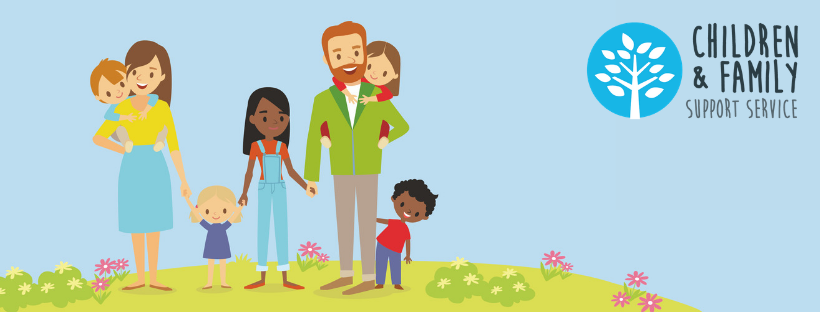 CHILDREN
& FAMILY
SUPPORT SERVICE